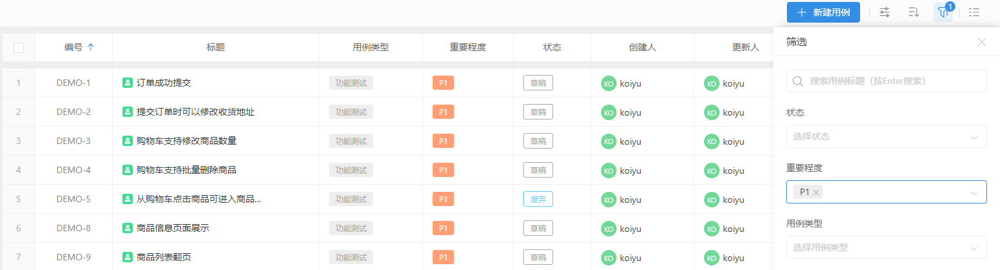 新建用例
1
编号 标题 用例类型 重要程度 状态 创建人 更新人
1 DEMO-1 订单成功提交 功能测试 P1 草稿 KO koiyu KO koiyu
2 DEMO-2 提交订单时可以修改收货地址 功能测试 P1 草稿 KO koiyu KO koiyu
3 DEMO-3 购物车支持修改商品数量 功能测试 P1 草稿 KO koiyu KO koiyu
4 DEMO-4 购物车支持批量删除商品 功能测试 P1 草稿 KO koiyu KO koiyu
5 DEMO-5 从购物车点击商品可进入商品... 功能测试 P1 废弃 KO koiyu KO koiyu
6 DEMO-8 商品信息页面展示 功能测试 P1 草稿 KO koiyu KO koiyu
7 DEMO-9 商品列表翻页 功能测试 P1 草稿 KO koiyu KO koiyu
筛选
搜索用例标题（按Enter搜索）
状态
选择状态
重要程度
P1
用例类型
选择用例类型